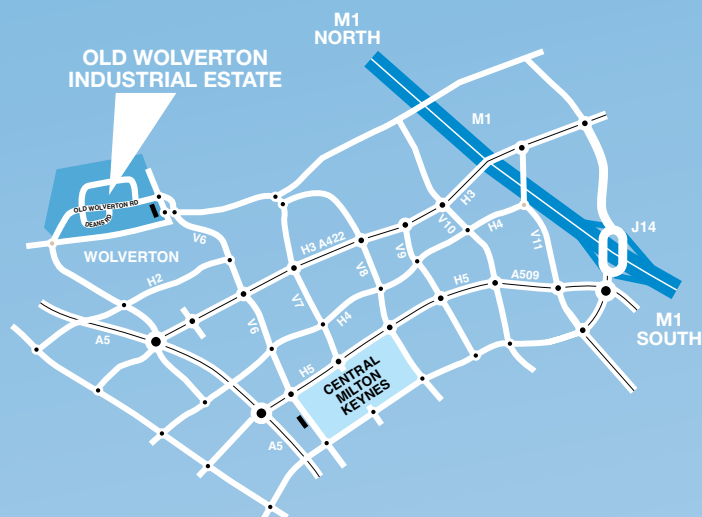 M1
NORTH
OLD WOLVERTON
INDUSTRIAL ESTATE
M1
H3
OLD WOLVERTON RD
DEANS RD
V10
H4
V11
J14
V6
H3 A422
V9
WOLVERTON
V8
H2
H5
A509
V7
H4
V6
M1
SOUTH
A5
H5
CENTRAL
MILTON
KEYNES
A5